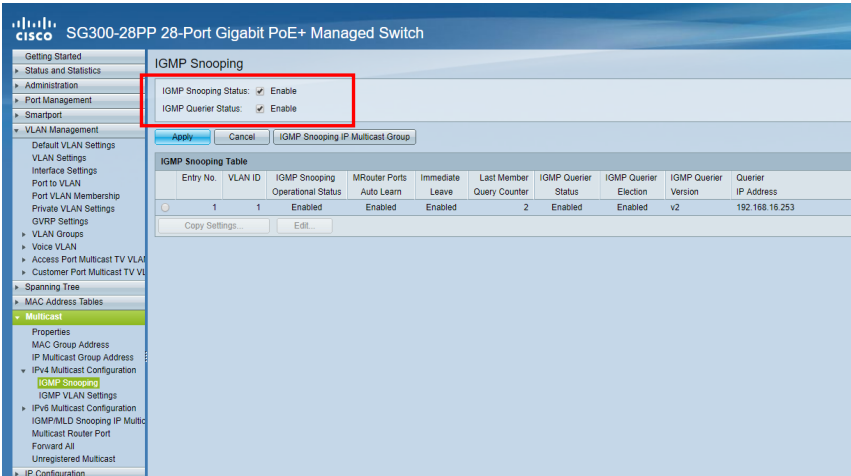 cisco SG300-28PP 28-Port Gigabit PoE+ Managed Switch
Getting Started
Status and Statistics
Administration
Port Management
Smartport
VLAN Management
Default VLAN Settings
VLAN Settings
Interface Settings
Port to VLAN
Port VLAN Membership
Private VLAN Settings
GVRP Settings
VLAN Groups
Voice VLAN
Access Port Multicast TV VLA
Customer Port Multicast TV VL
Spanning Tree
MAC Address Tables
Multicast
Properties
MAC Group Address
IP Multicast Group Address
IPv4 Multicast Configuration
IGMP Snooping
IGMP VLAN Settings
IPv6 Multicast Configuration
IGMP/MLD Snooping IP Multic
Multicast Router Port
Forward All
Unregistered Multicast
IP Configuration
IGMP Snooping
IGMP Snooping Status: Enable
IGMP Querier Status: Enable
Apply Cancel IGMP Snooping IP Multicast Group
IGMP Snooping Table
Entry No. VLAN ID IGMP Snooping MRouter Ports Immediate Last Member IGMP Querier IGMP Querier IGMP Querier Querier
Operational Status Auto Learn Leave Query Counter Status Election Version IP Address
1 1 Enabled Enabled Enabled 2 Enabled Enabled v2 192.168.16.253
Copy Settings... Edit...